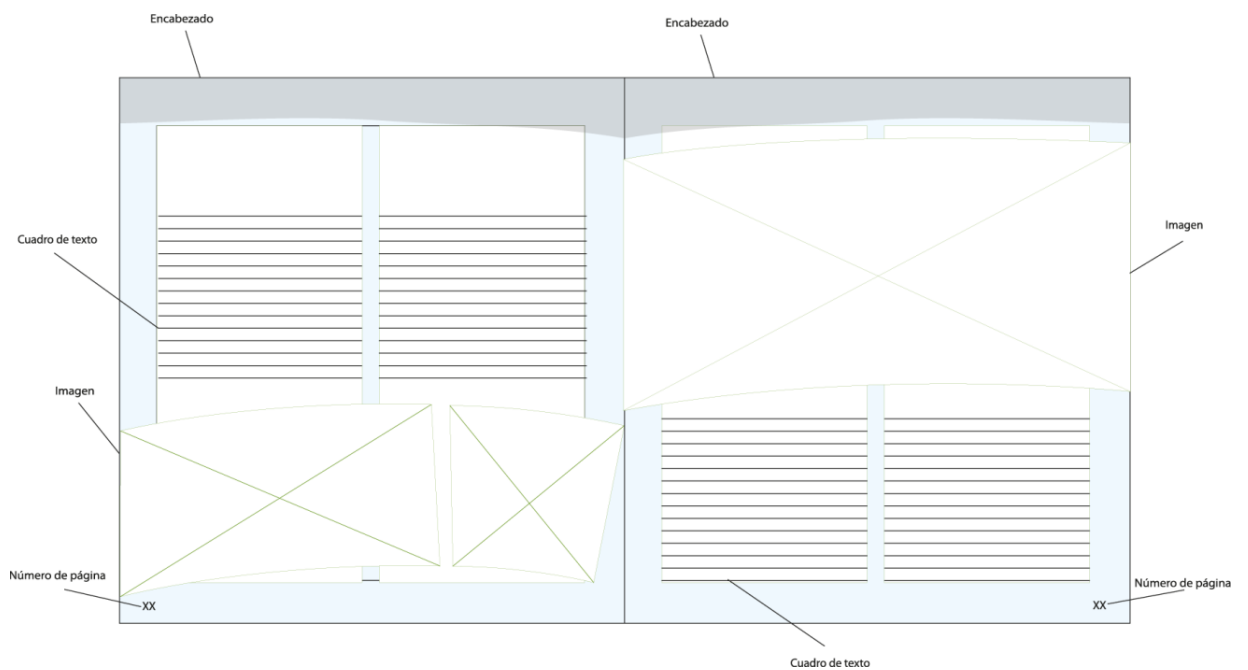 Encabezado
Encabezado
Cuadro de texto
Imagen
Imagen
Número de página
XX
XX
Número de página
Cuadro de texto